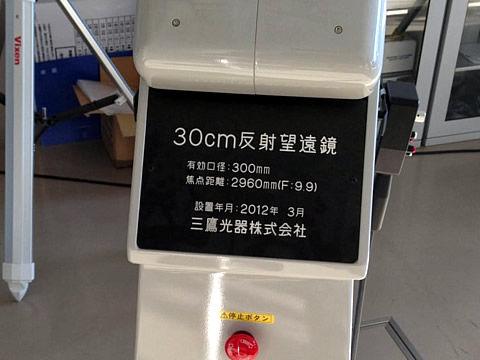 Vixen
30cm反射望遠鏡
有効口径:300mm
焦点距離:2960mm(F:9.9)
設置年月:2012年 3月
三鷹光器株式会社
⚠停止ボタン